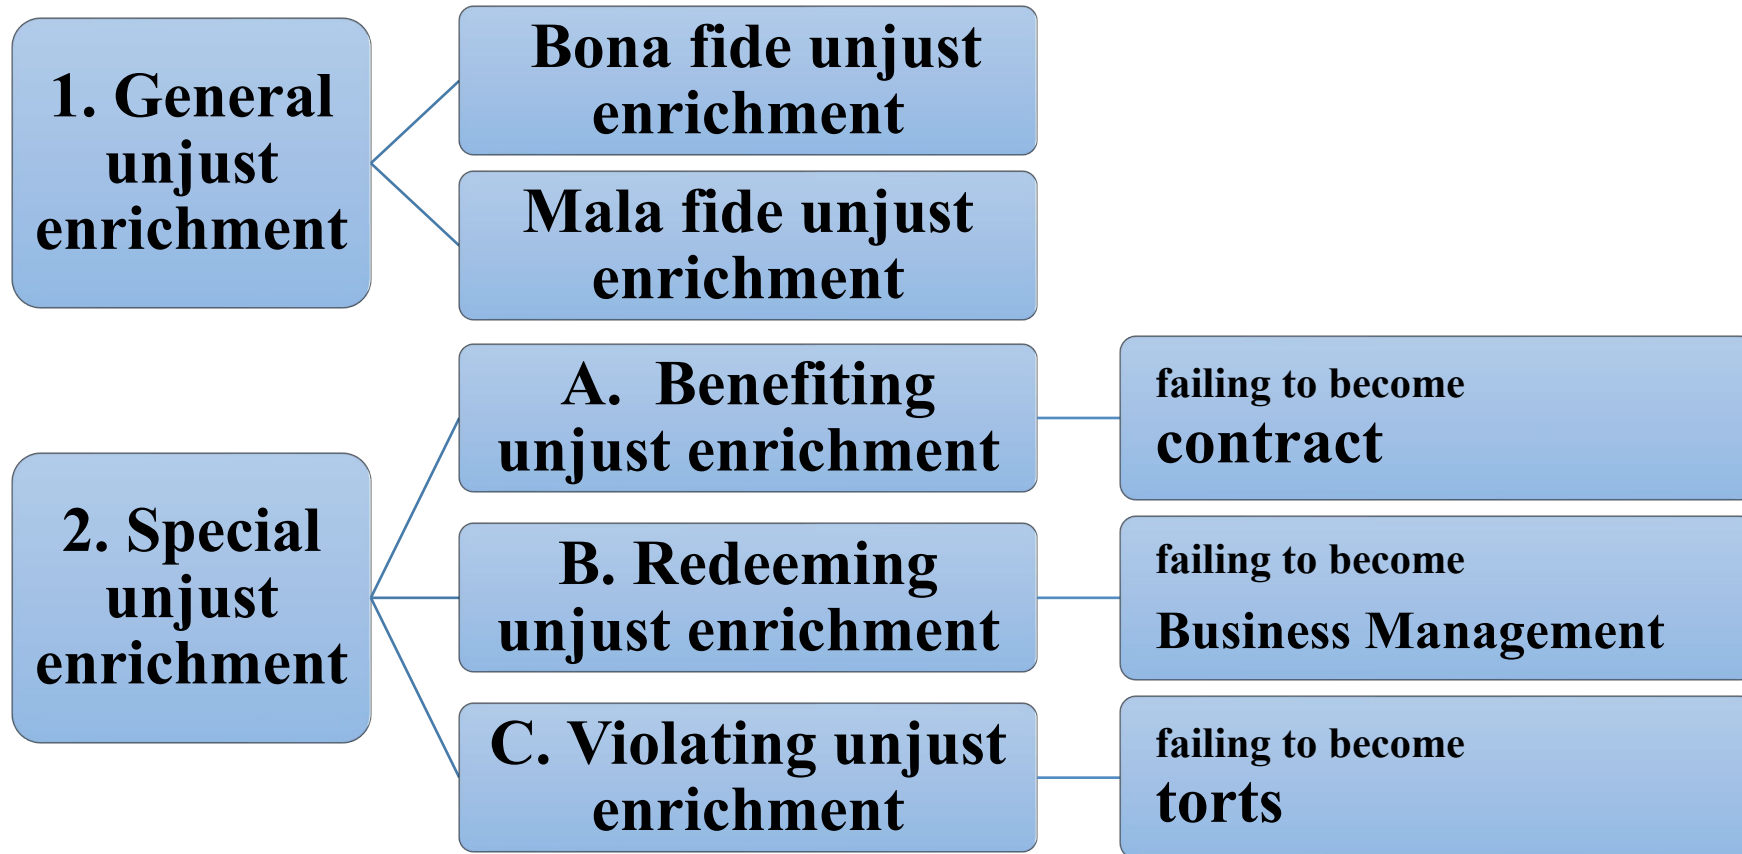 1. General
unjust
enrichment
Bona fide unjust
enrichment
Mala fide unjust
enrichment
2. Special
unjust
enrichment
A. Benefiting
unjust enrichment
failing to become
contract
B. Redeeming
unjust enrichment
failing to become
Business Management
C. Violating unjust
enrichment
failing to become
torts